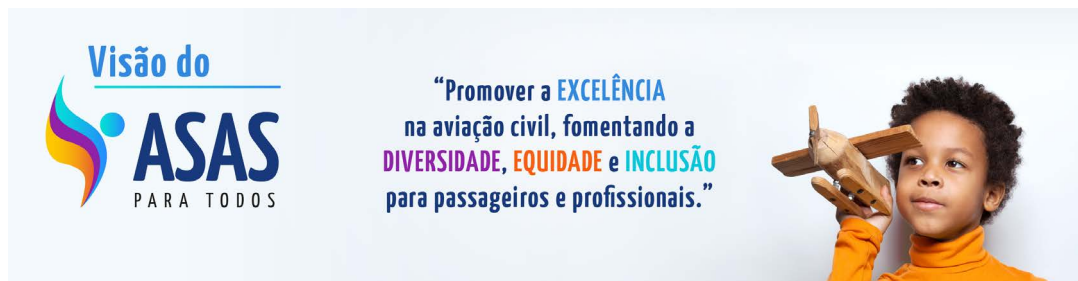 Visão do
ASAS
PARA TODOS
“Promover a EXCELÊNCIA
na aviação civil, fomentando a
DIVERSIDADE, EQUIDADE e INCLUSÃO
para passageiros e profissionais.”